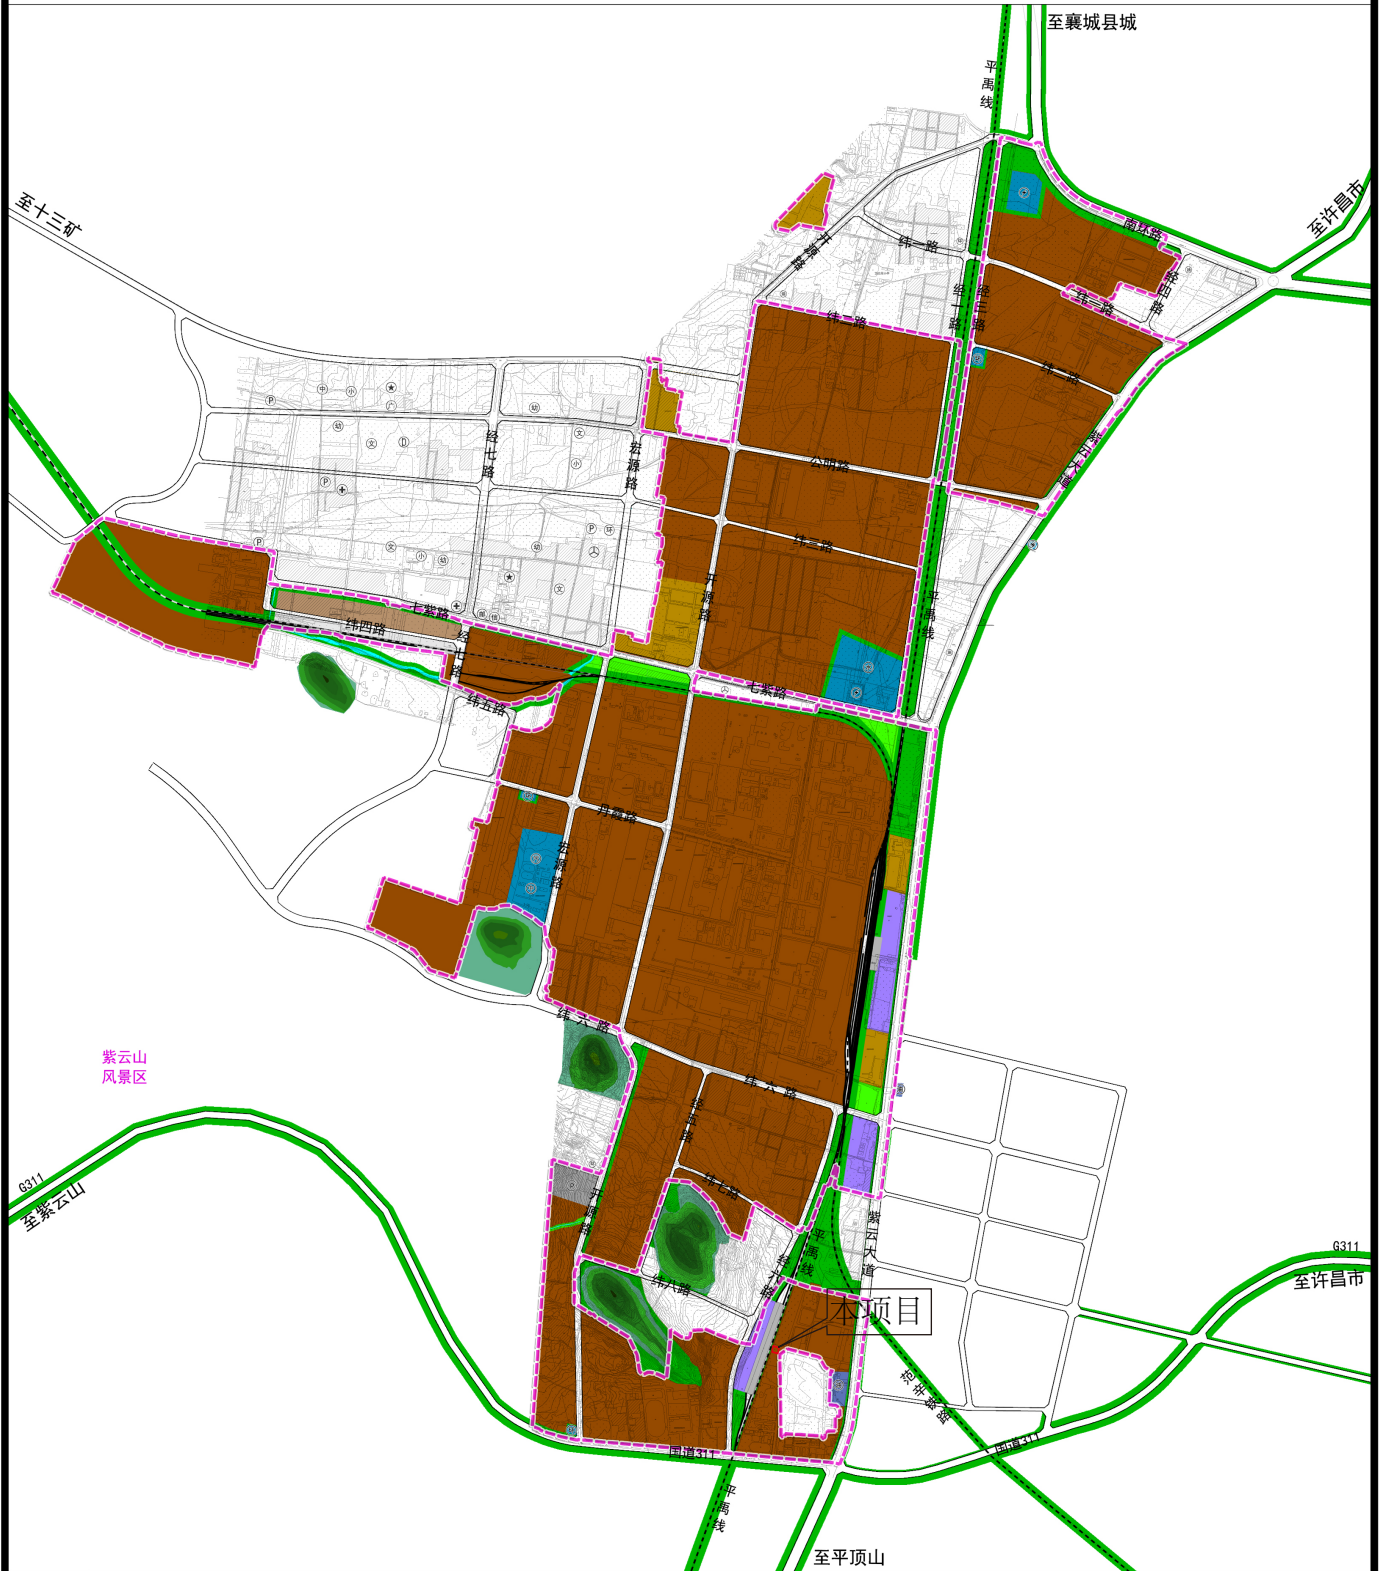 至襄城县城
平禹线
至许昌市
至十三矿
南环路
开源路
纬一路
经四路
经一路
经三路
纬一路
纬二路
纬二路
经七路
宏源路
公明路
紫云大道
纬三路
开源路
平禹线
七紫路
纬四路
经七路
七紫路
纬五路
丹霞路
宏源路
纬六路
紫云山
风景区
纬六路
经五路
纬七路
G311
至紫云山
开源路
紫云大道
平禹线
经六路
纬八路
G311
至许昌市
本项目
国道311
国道311
平禹线
至平顶山